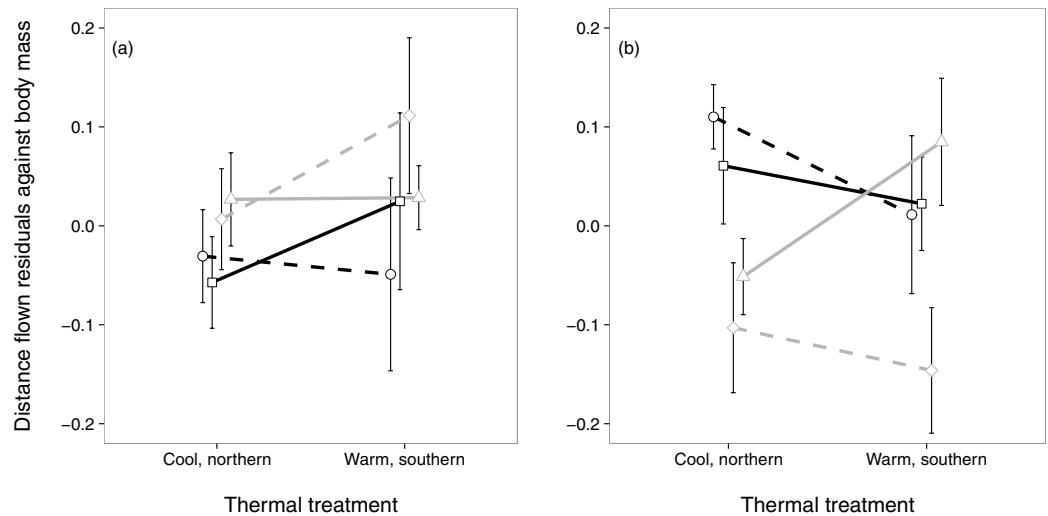 Distance flown residuals against body mass
(a)
0.2
0.1
0.0
−0.1
−0.2
Cool, northern Warm, southern
Thermal treatment
(b)
0.2
0.1
0.0
−0.1
−0.2
Cool, northern Warm, southern
Thermal treatment